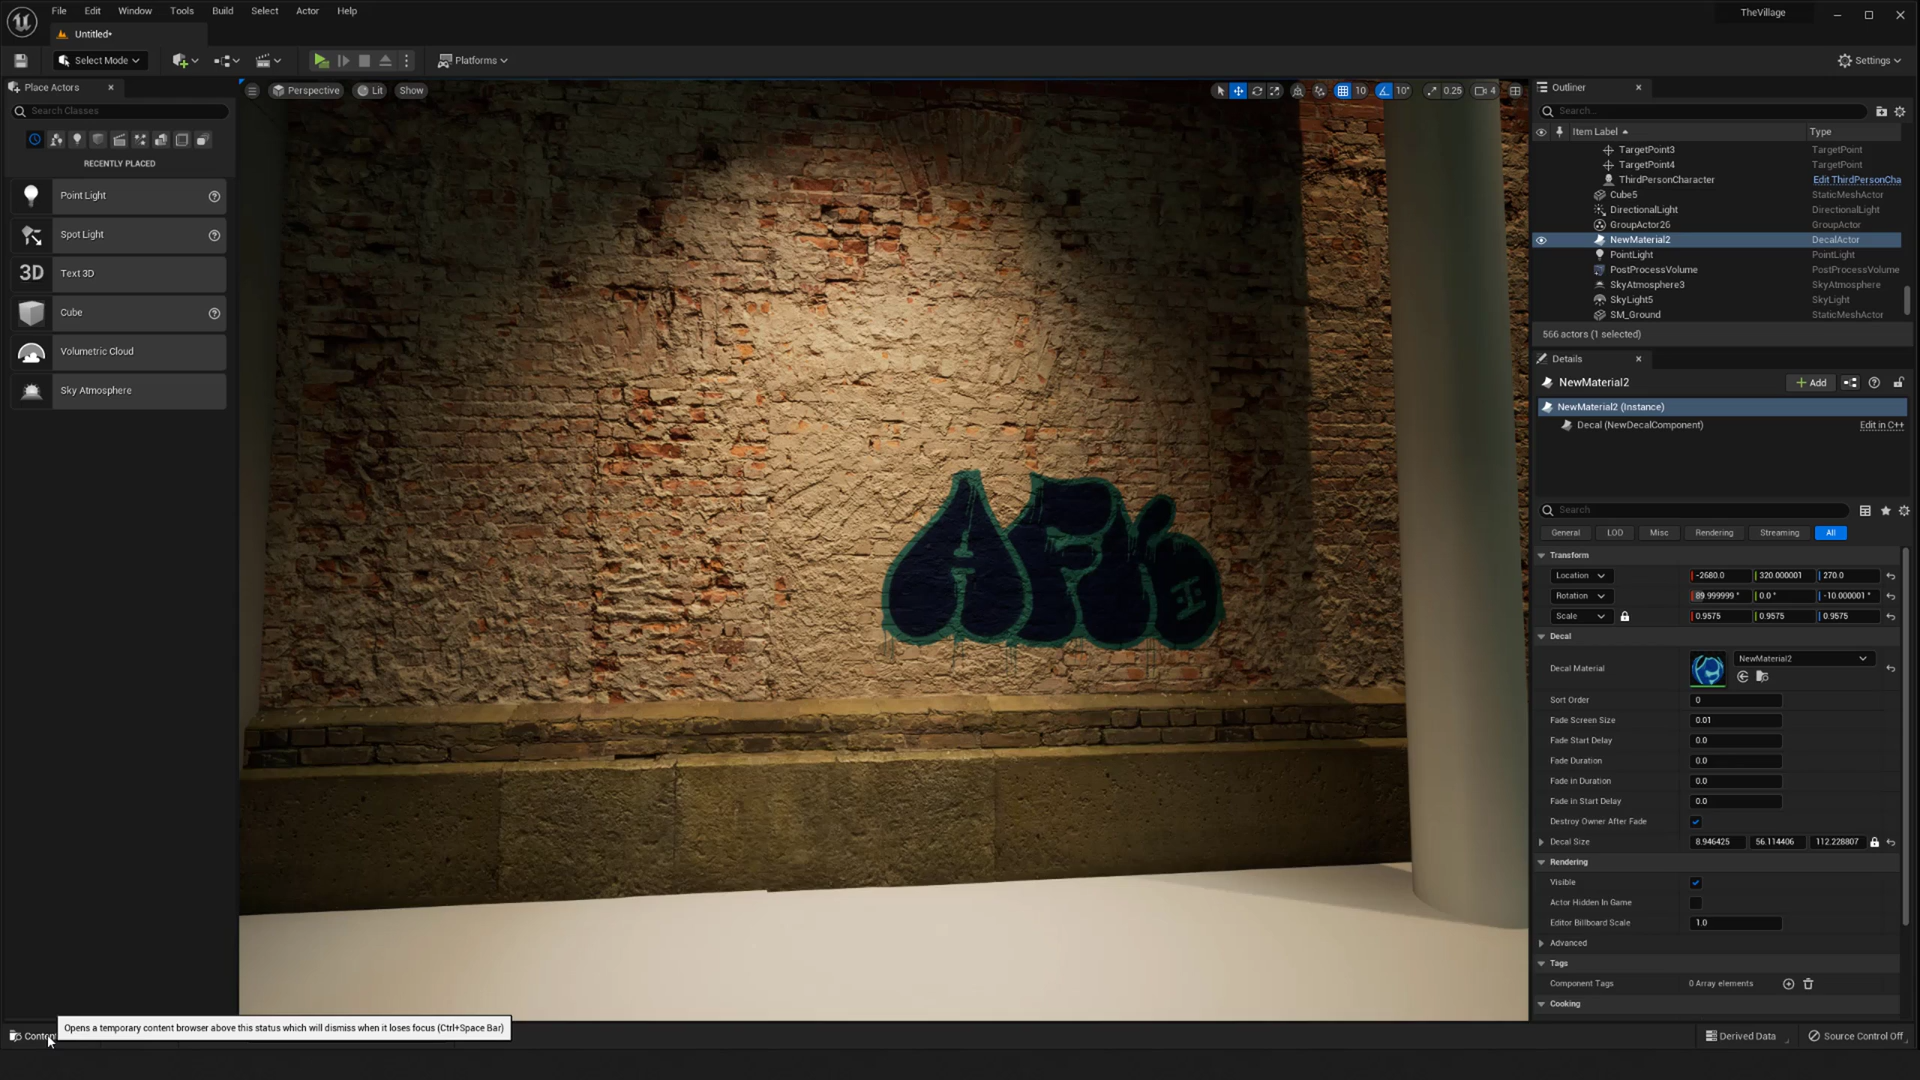 File Edit Window Tools Build Select Actor Help
TheVillage
Untitled*
Select Mode
Platforms
Settings
Place Actors
Search Classes
RECENTLY PLACED
Point Light
Spot Light
3D Text 3D
Cube
Volumetric Cloud
Sky Atmosphere
Perspective Lit Show
10 10° 0.25 4
Outliner
Search...
Item Label Type
TargetPoint3 TargetPoint
TargetPoint4 TargetPoint
ThirdPersonCharacter Edit ThirdPersonCha
Cube5 StaticMeshActor
DirectionalLight DirectionalLight
GroupActor26 GroupActor
NewMaterial2 DecalActor
PointLight PointLight
PostProcessVolume PostProcessVolume
SkyAtmosphere3 SkyAtmosphere
SkyLight5 SkyLight
SM_Ground StaticMeshActor
566 actors (1 selected)
Details
NewMaterial2
Add
NewMaterial2 (Instance)
Decal (NewDecalComponent) Edit in C++
Search
General LOD Misc Rendering Streaming All
Transform
Location -2680.0 320.000001 270.0
Rotation 89.999999° 0.0° -10.000001°
Scale 0.9575 0.9575 0.9575
Decal
Decal Material NewMaterial2
Sort Order 0
Fade Screen Size 0.01
Fade Start Delay 0.0
Fade Duration 0.0
Fade in Duration 0.0
Fade in Start Delay 0.0
Destroy Owner After Fade
Decal Size 8.946425 56.114406 112.228807
Rendering
Visible
Actor Hidden In Game
Editor Billboard Scale 1.0
Advanced
Tags
Component Tags 0 Array elements
Cooking
Opens a temporary content browser above this status which will dismiss when it loses focus (Ctrl+Space Bar)
Derived Data Source Control Off